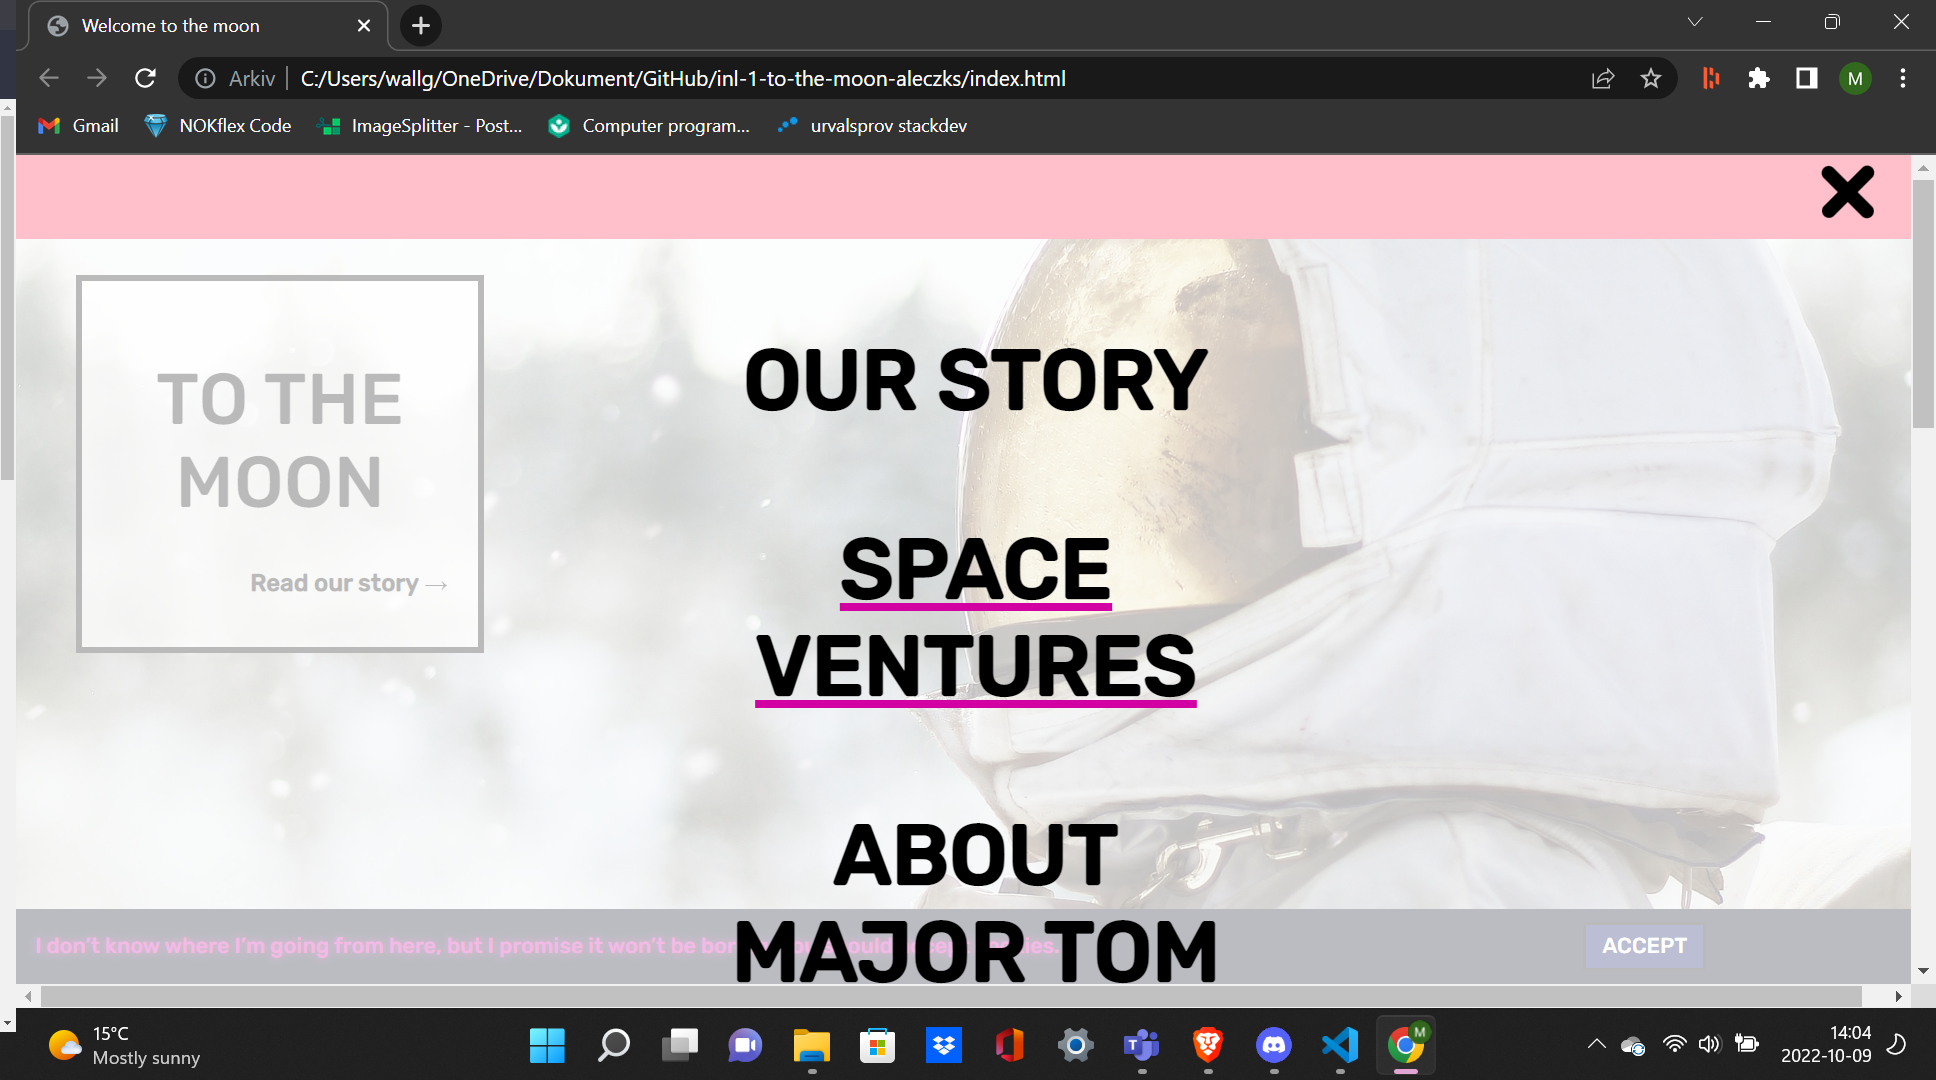 Welcome to the moon
Arkiv
C:/Users/wallg/OneDrive/Dokument/GitHub/inl-1-to-the-moon-aleczks/index.html
M
Gmail
NOKflex Code
ImageSplitter - Post...
Computer program...
urvalsprov stackdev
TO THE
MOON
Read our story →
OUR STORY
SPACE
VENTURES
ABOUT
MAJOR TOM
I don't know where I'm going from here, but I promise it won't be
ACCEPT
15°C
Mostly sunny
M
14:04
2022-10-09